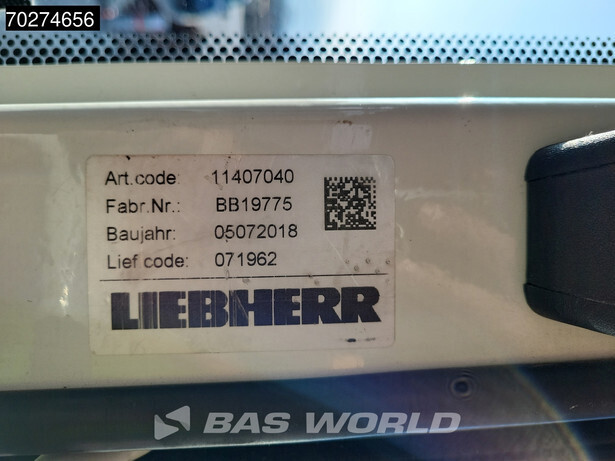 70274656
Art.code: 11407040
Fabr.Nr.: BB19775
Baujahr: 05072018
Lief code: 071962
LIEBHERR
BAS WORLD